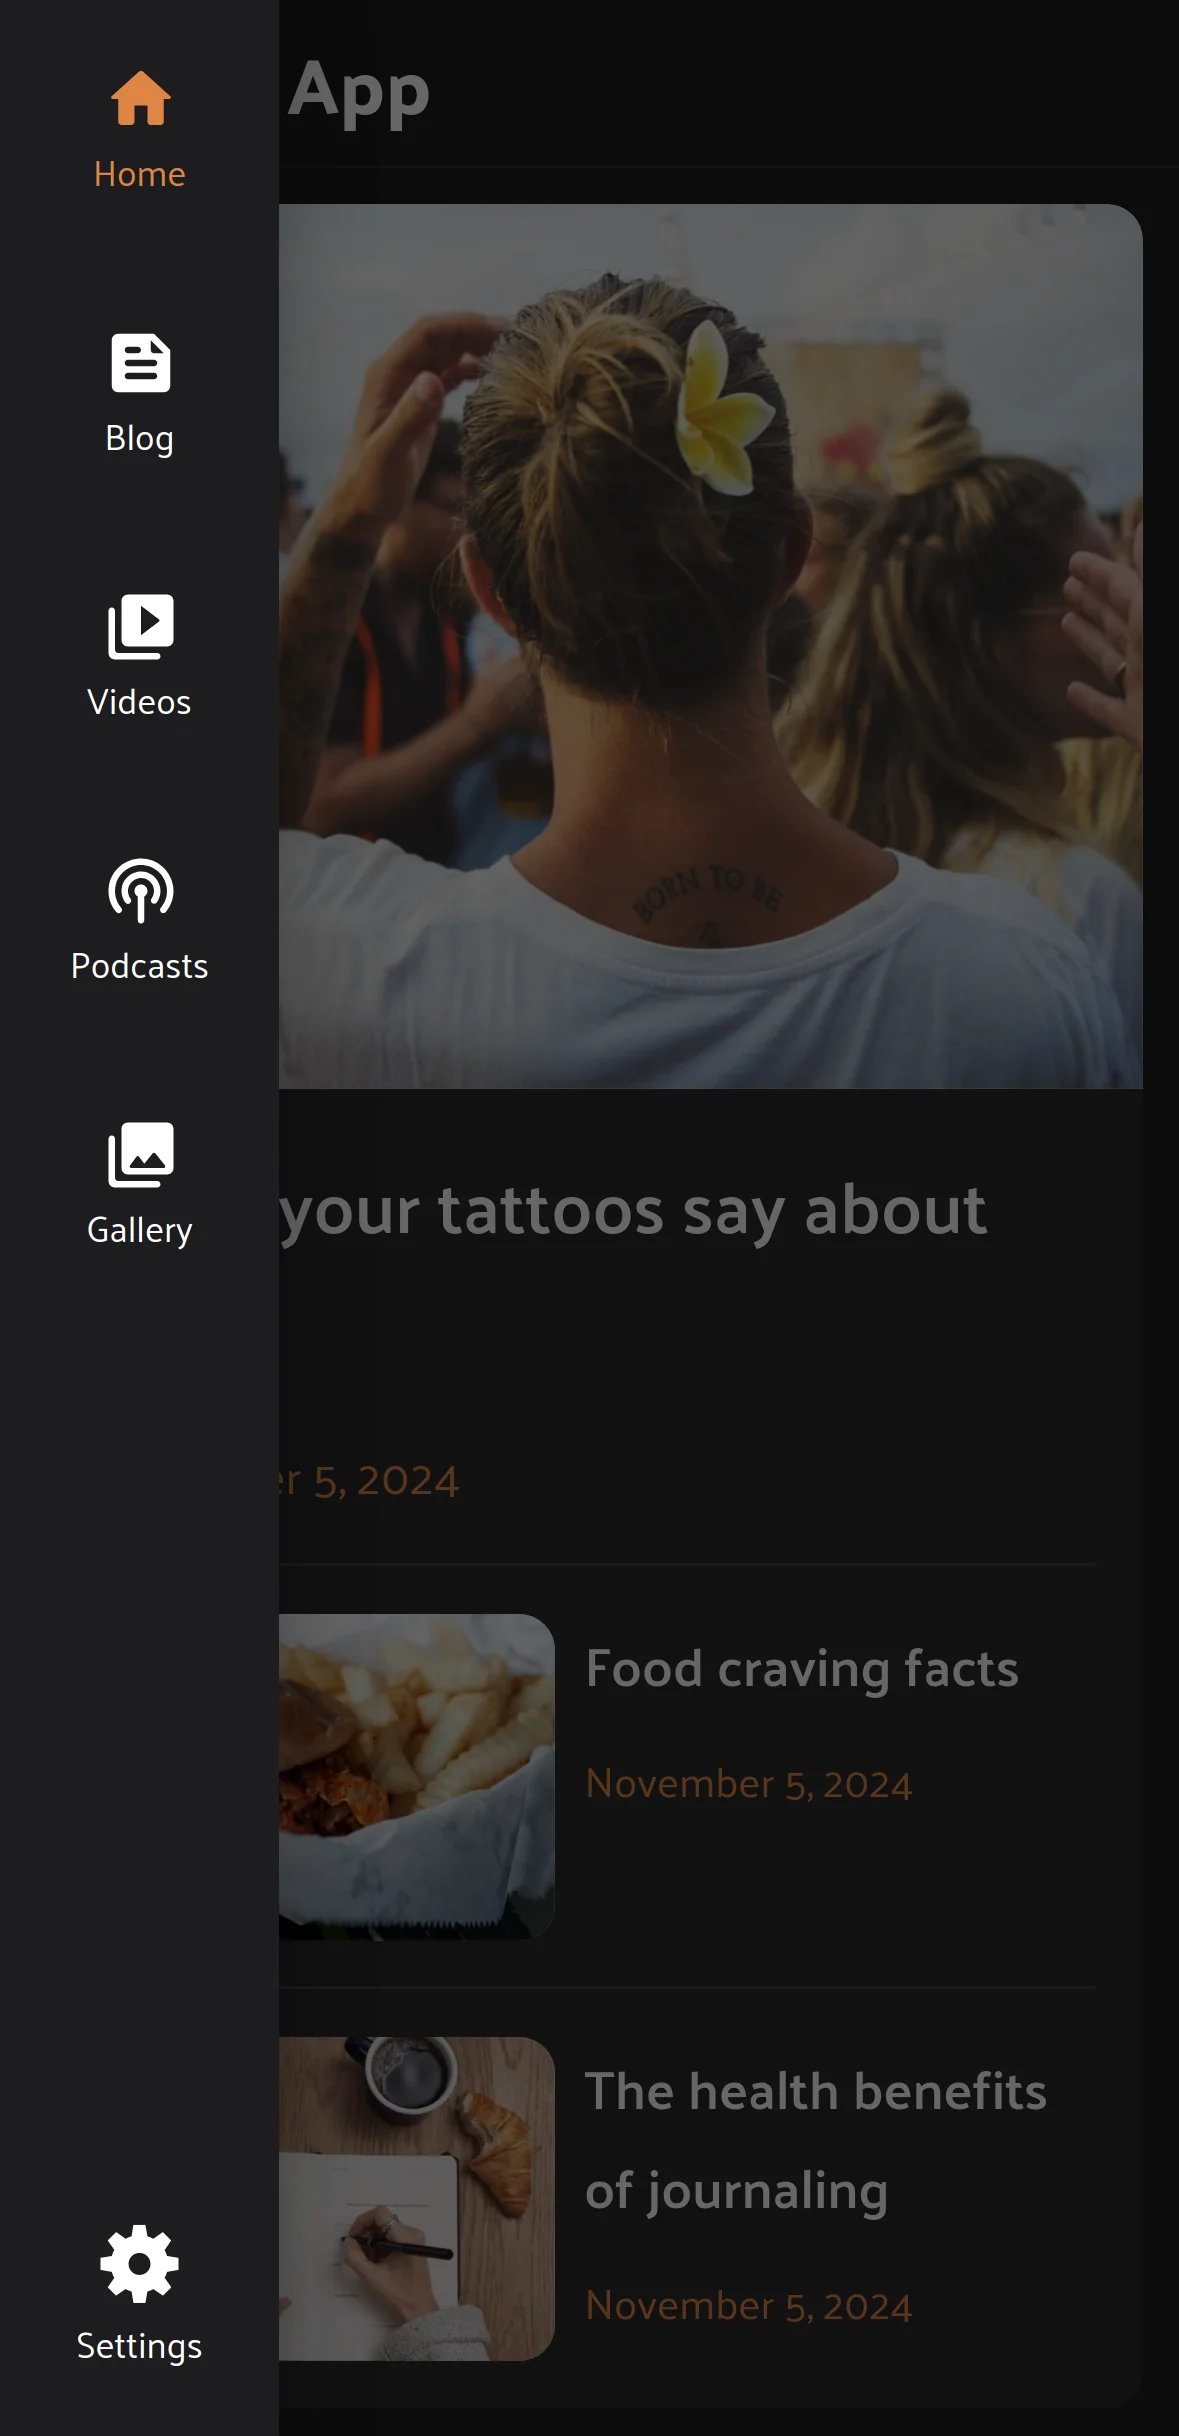 Home
Blog
Videos
Podcasts
Gallery
Settings
App
BORN TO BE
your tattoos say about
5, 2024
Food craving facts
November 5, 2024
The health benefits
of journaling
November 5, 2024